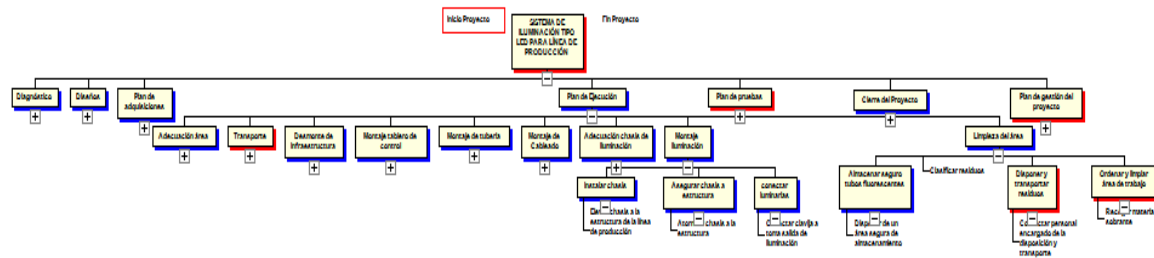 Inicio Proyecto
SISTEMA DE
ILUMINACIÓN TIPO
LED PARA LÍNEA DE
PRODUCCIÓN
Fin Proyecto
Diagnóstico
Diseños
Plan de
adquisiciones
Plan de Ejecución
Plan de pruebas
Cierre del Proyecto
Plan de gestión del
proyecto
Adecuación área
Transporte
Desmonte de
infraestructura
Montaje tablero de
control
Montaje de tubería
Montaje de
Cableado
Adecuación chasis de
iluminación
Montaje
iluminación
Limpieza del área
Instalar chasis
chasis a la
estructura de la línea
de producción
Asegurar chasis a
estructura
chasis a la
estructura
conectar
luminarias
clavija a
toma salida de
iluminación
Almacenar seguro
tubos fluorescentes
de un
área segura de
almacenamiento
Clasificar residuos
Disponer y
transportar
residuos
personal
encargado de la
disposición y
transporte
Ordenar y limpiar
área de trabajo
sobrante